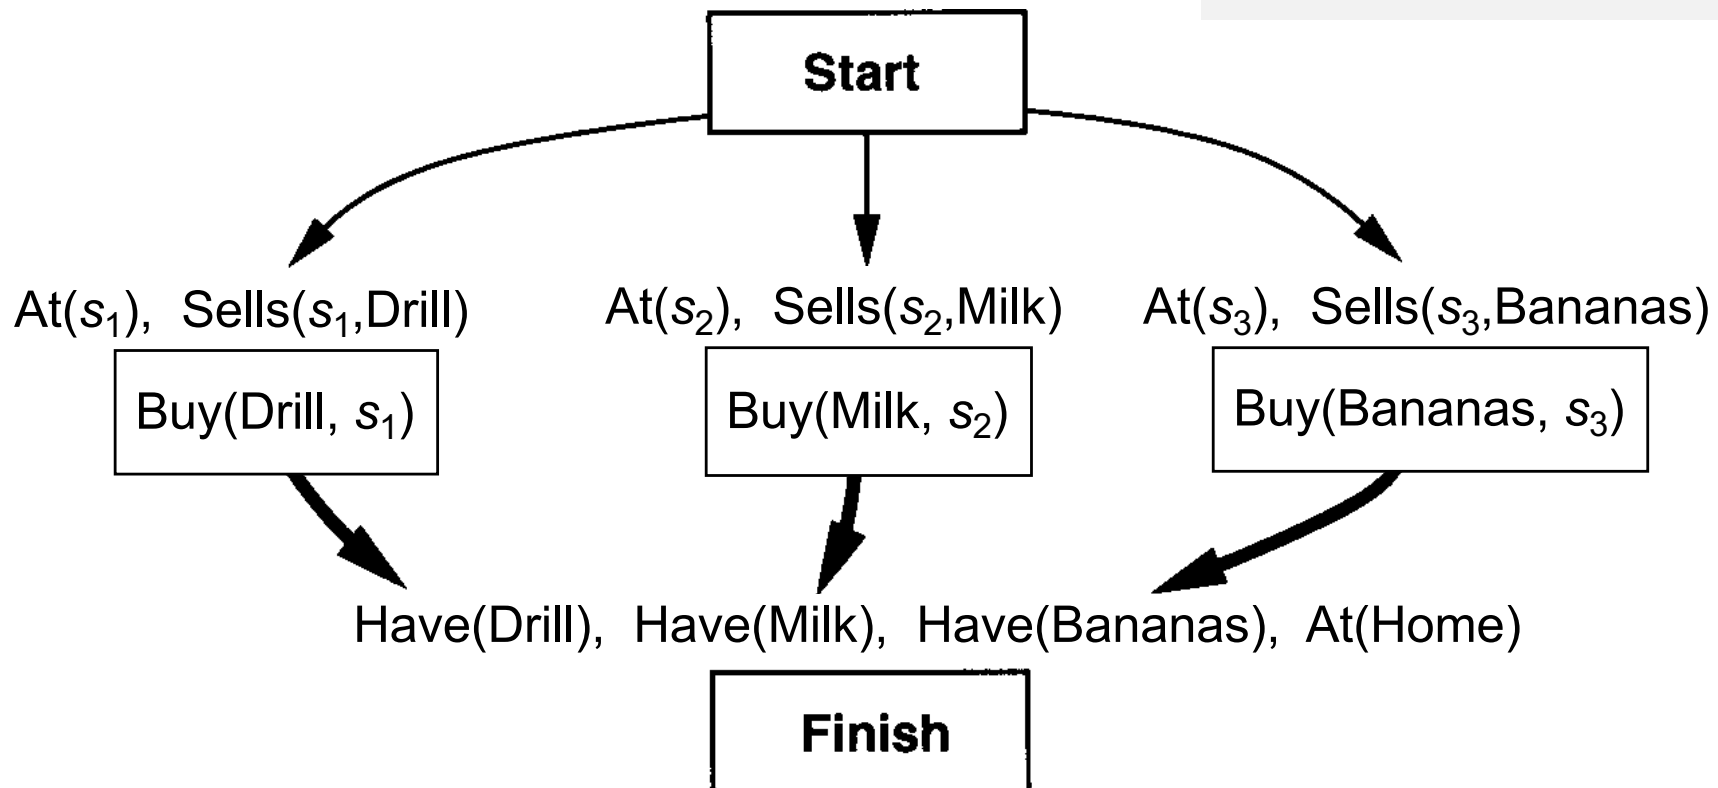 Start
At(s₁), Sells(s₁,Drill) At(s₂), Sells(s₂,Milk) At(s₃), Sells(s₃,Bananas)
Buy(Drill, s₁) Buy(Milk, s₂) Buy(Bananas, s₃)
Have(Drill), Have(Milk), Have(Bananas), At(Home)
Finish